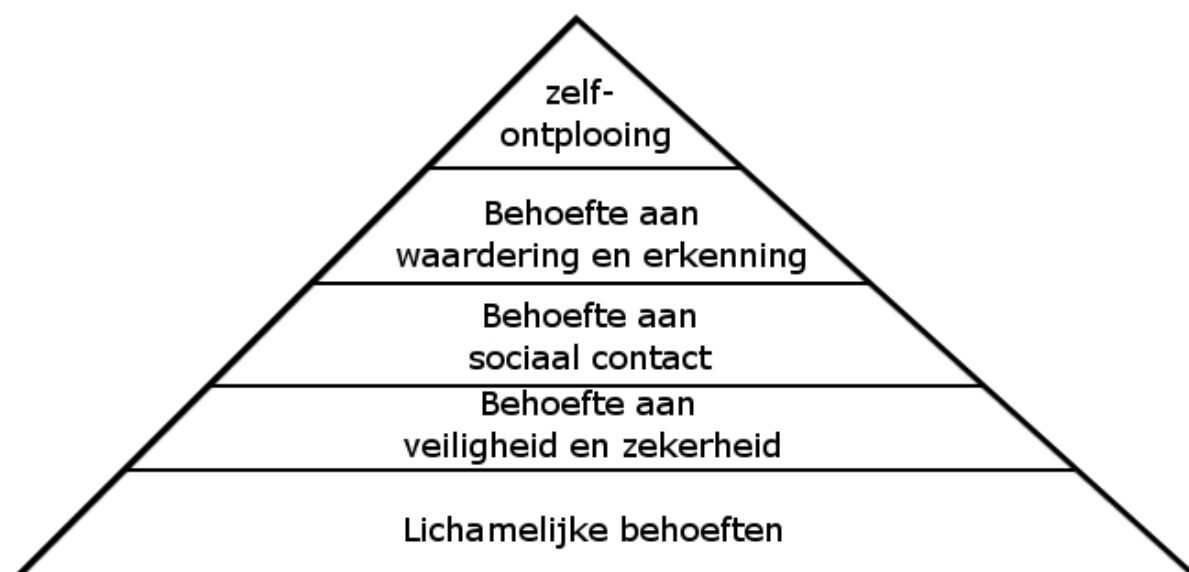 zelf-
ontplooing
Behoefte aan
waardering en erkenning
Behoefte aan
sociaal contact
Behoefte aan
veiligheid en zekerheid
Lichamelijke behoeften